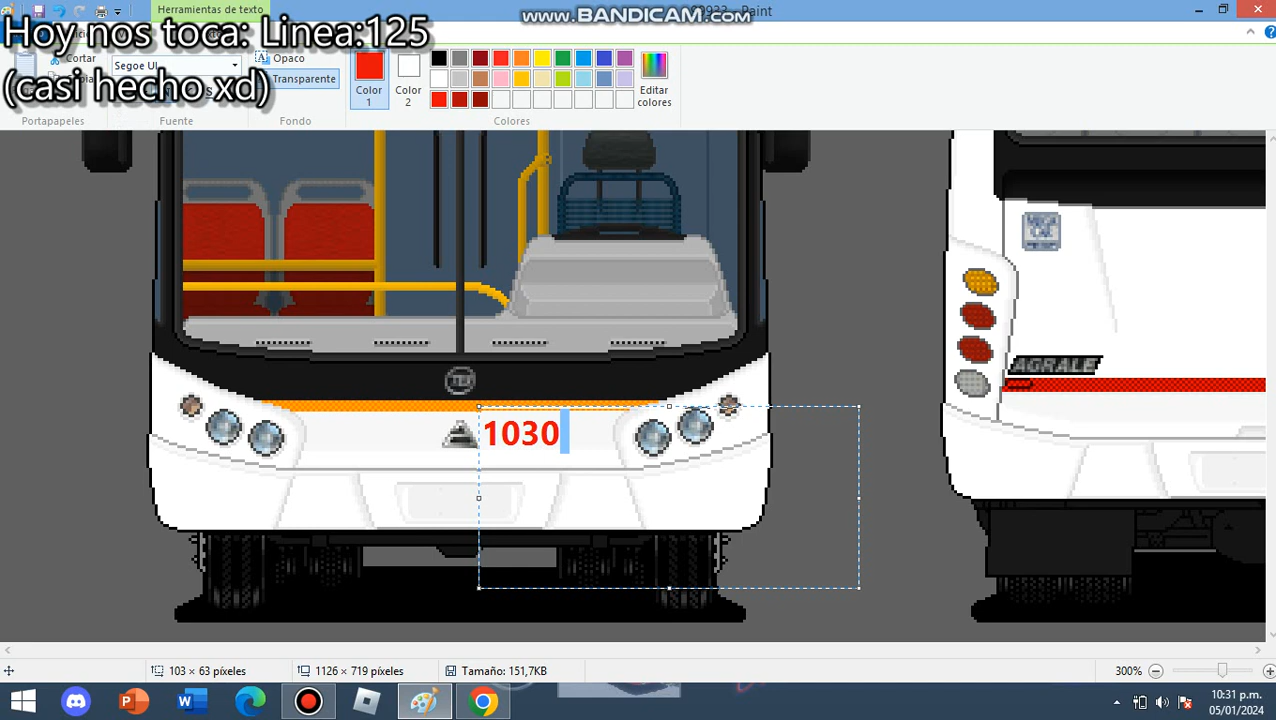 Herramientas de texto
www.BANDICAM.com
Paint
Hoy nos toca: Linea:125
(casi hecho xd)
Cortar
Segoe UI
Opaco
Transparente
Color 1
Color 2
Editar colores
Portapapeles
Fuente
Fondo
Colores
AGRALE
1030
103 × 63 píxeles
1126 × 719 píxeles
Tamaño: 151,7KB
300%
10:31 p.m.
05/01/2024